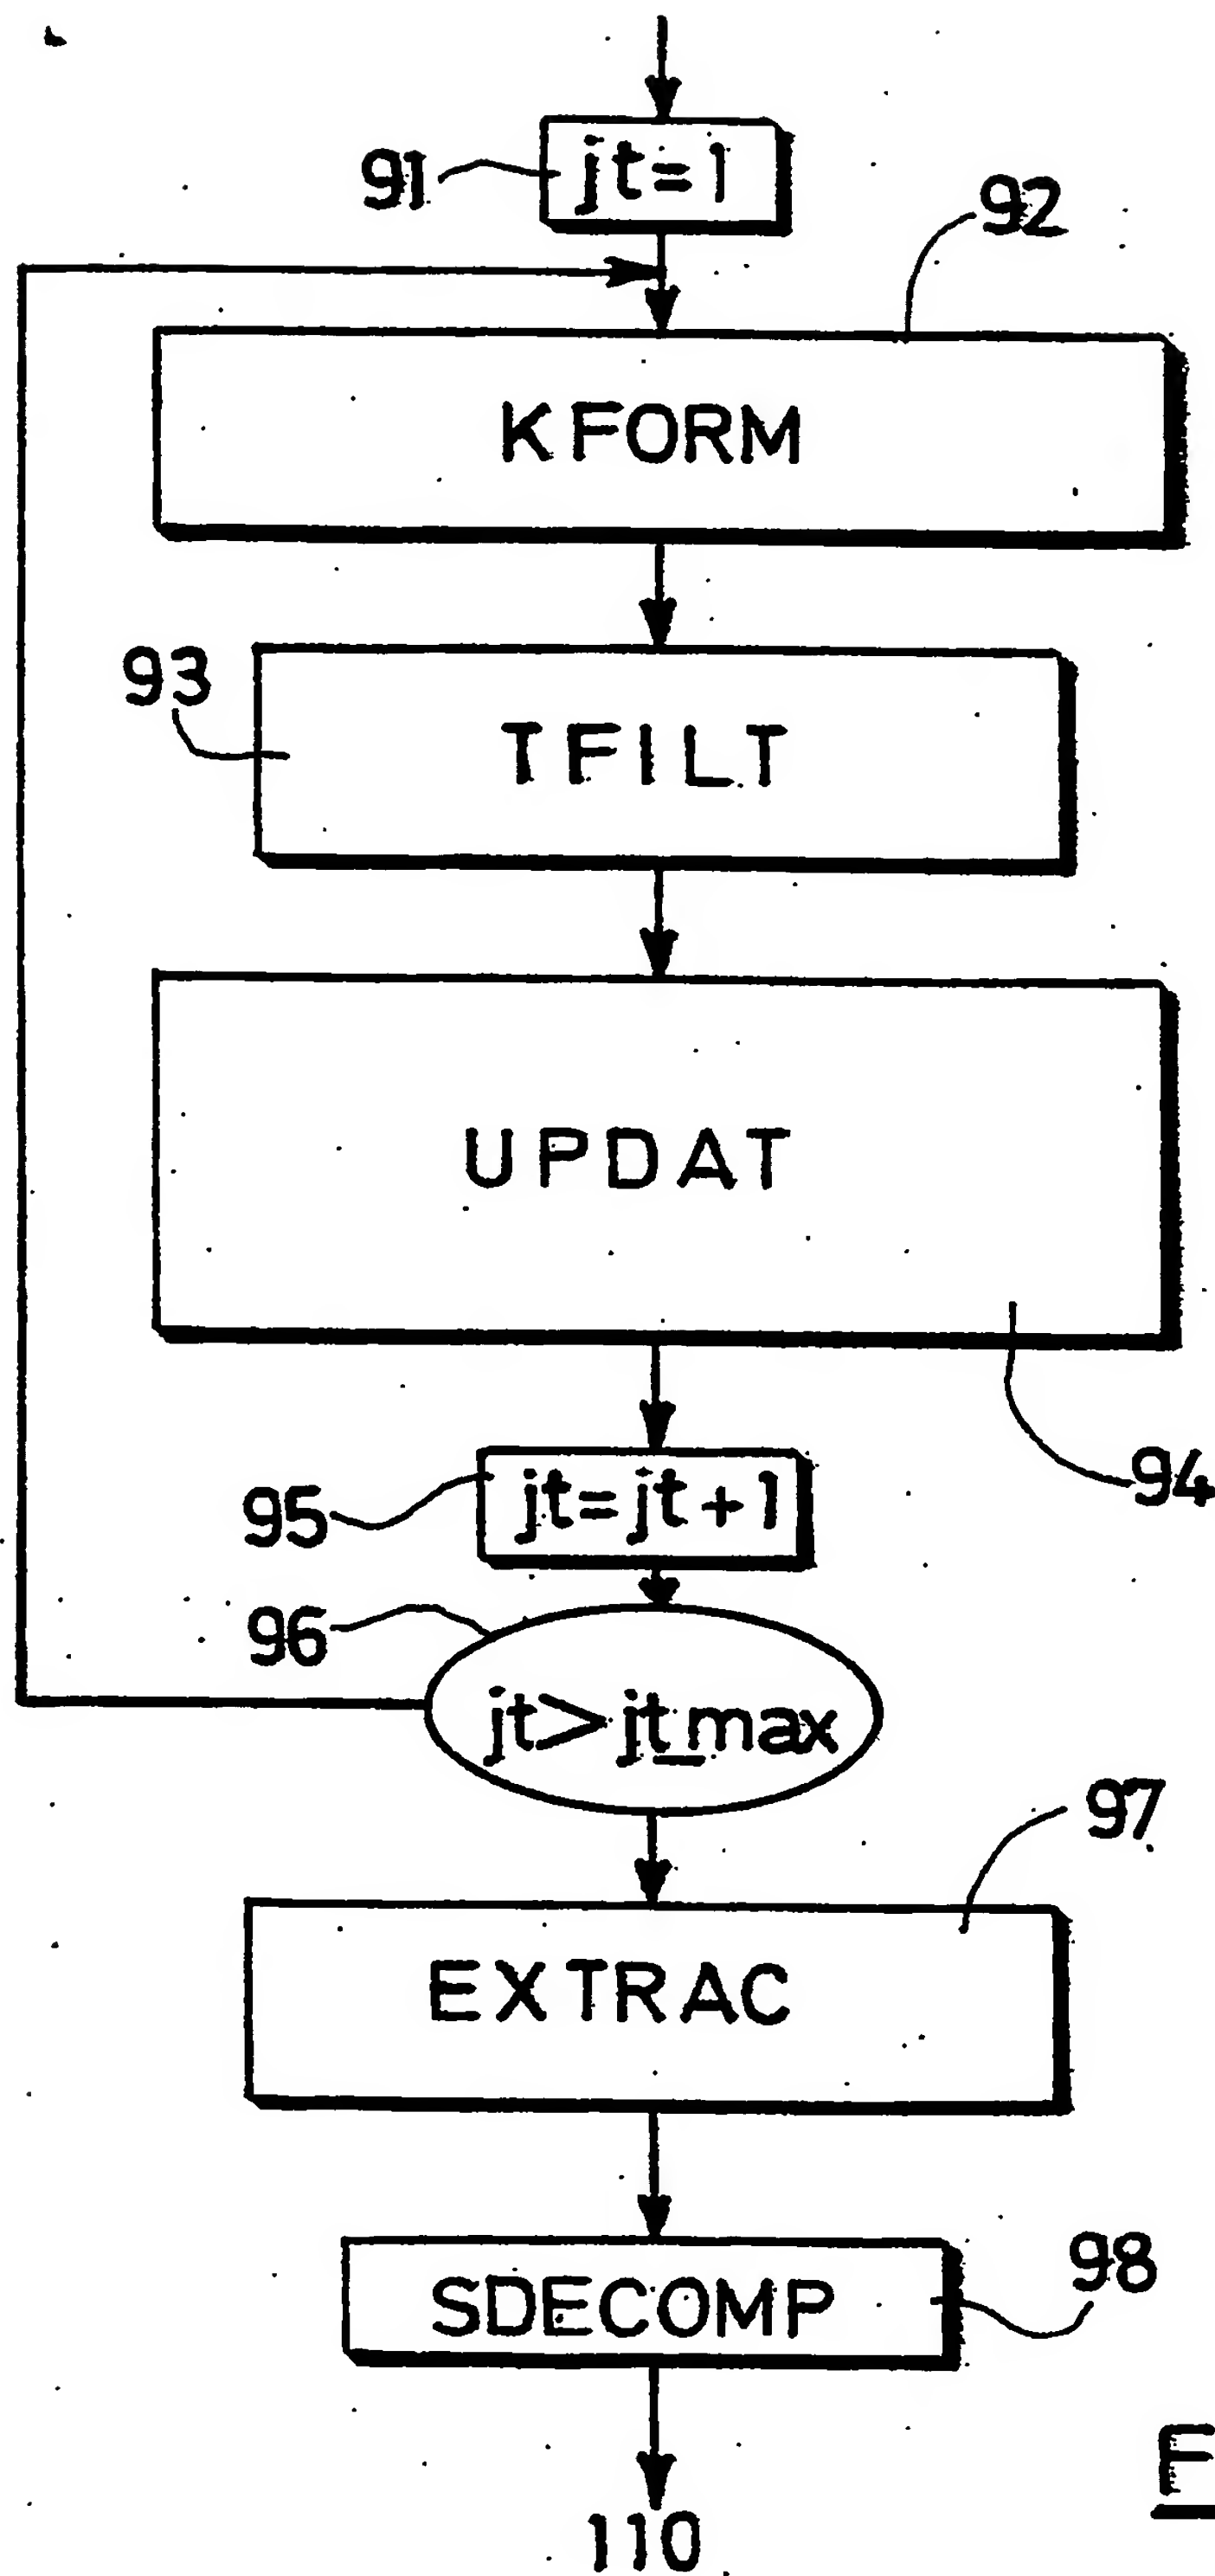 91
jt=1
92
KFORM
93
TFILT
UPDAT
94
95
jt=jt+1
96
jt>jt_max
97
EXTRAC
98
SDECOMP
110